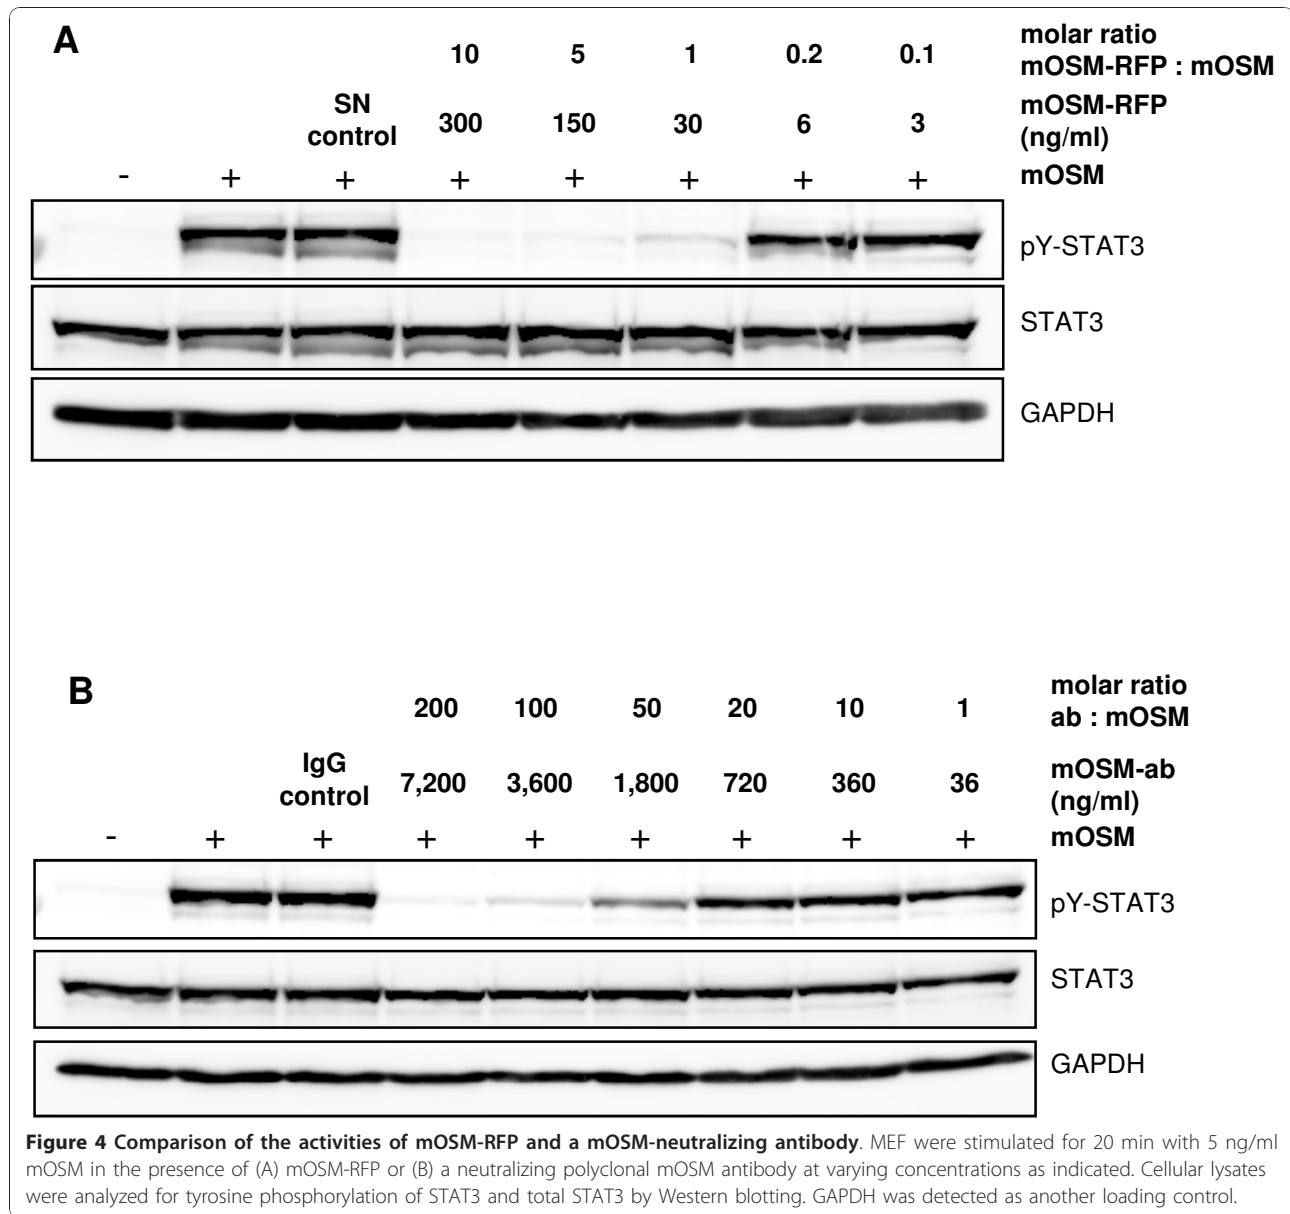 A
10 5 1 0.2 0.1 molar ratio
mOSM-RFP : mOSM
SN
control 300 150 30 6 3 mOSM-RFP
(ng/ml)
- + + + + + + + mOSM
pY-STAT3
STAT3
GAPDH
B
200 100 50 20 10 1 molar ratio
ab : mOSM
IgG
control 7,200 3,600 1,800 720 360 36 mOSM-ab
(ng/ml)
- + + + + + + + + mOSM
pY-STAT3
STAT3
GAPDH
Figure 4 Comparison of the activities of mOSM-RFP and a mOSM-neutralizing antibody. MEF were stimulated for 20 min with 5 ng/ml
mOSM in the presence of (A) mOSM-RFP or (B) a neutralizing polyclonal mOSM antibody at varying concentrations as indicated. Cellular lysates
were analyzed for tyrosine phosphorylation of STAT3 and total STAT3 by Western blotting. GAPDH was detected as another loading control.